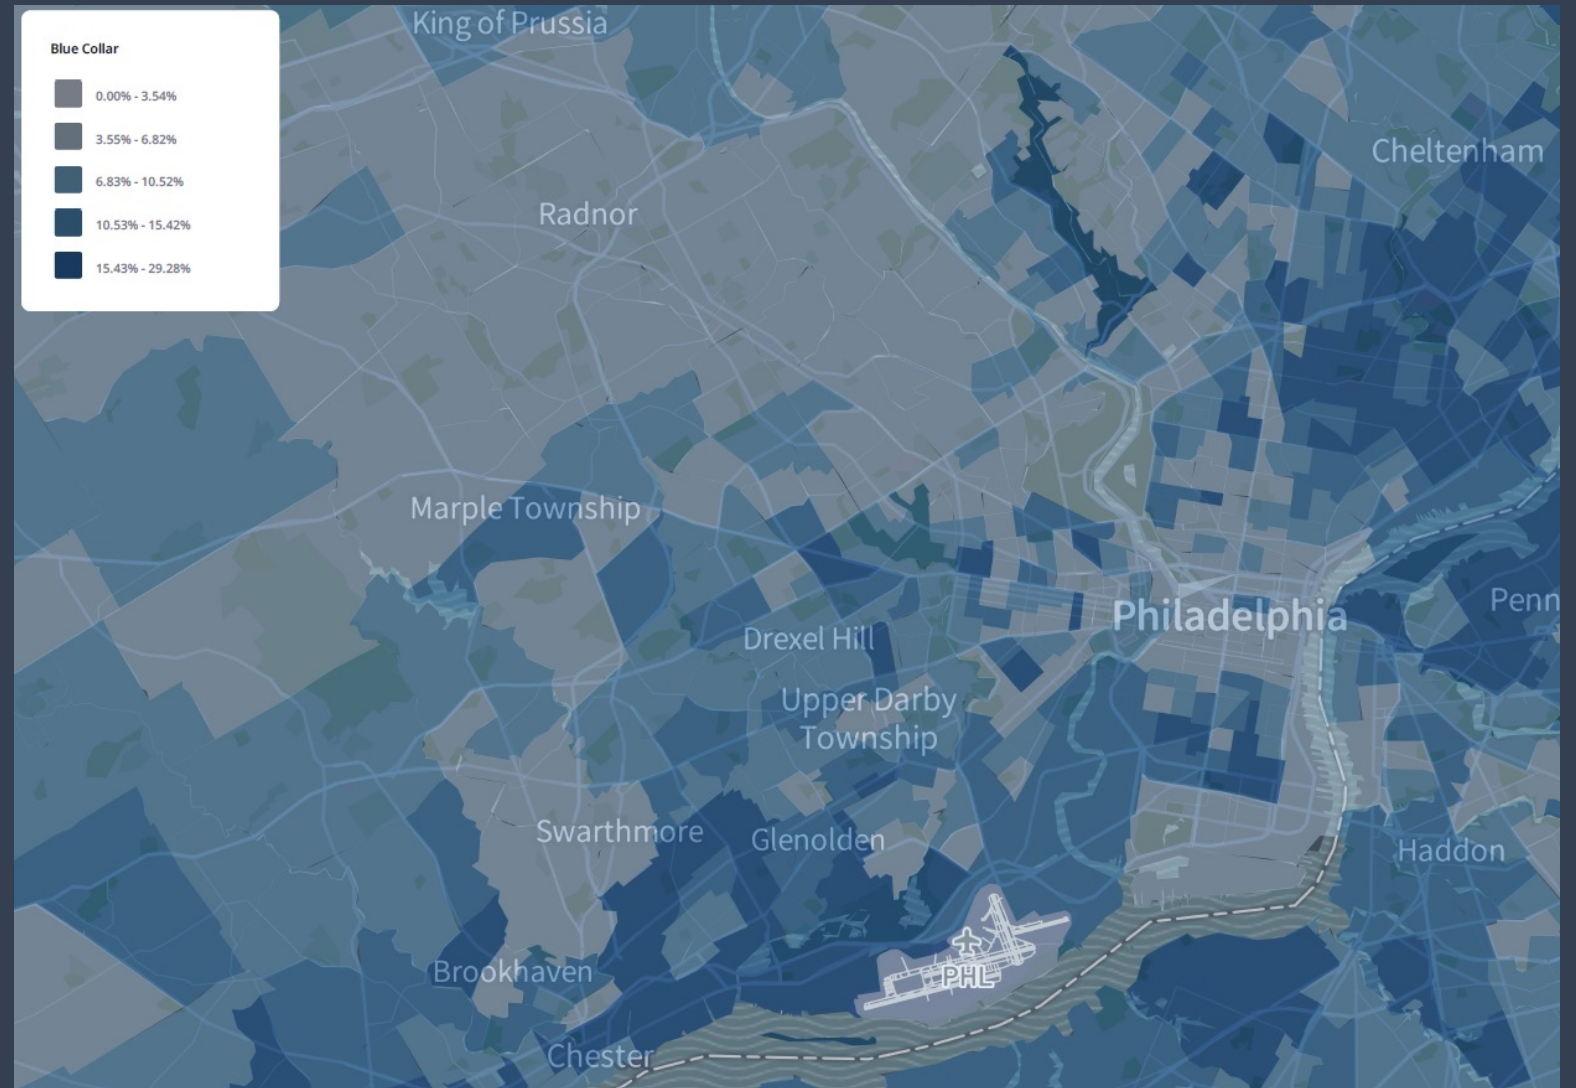 King of Prussia
Blue Collar
0.00% - 3.54%
3.55% - 6.82%
6.83% - 10.52%
10.53% - 15.42%
15.43% - 29.28%
Cheltenham
Radnor
Marple Township
Philadelphia
Penn
Drexel Hill
Upper Darby
Township
Swarthmore
Glenolden
Haddon
Brookhaven
PHL
Chester